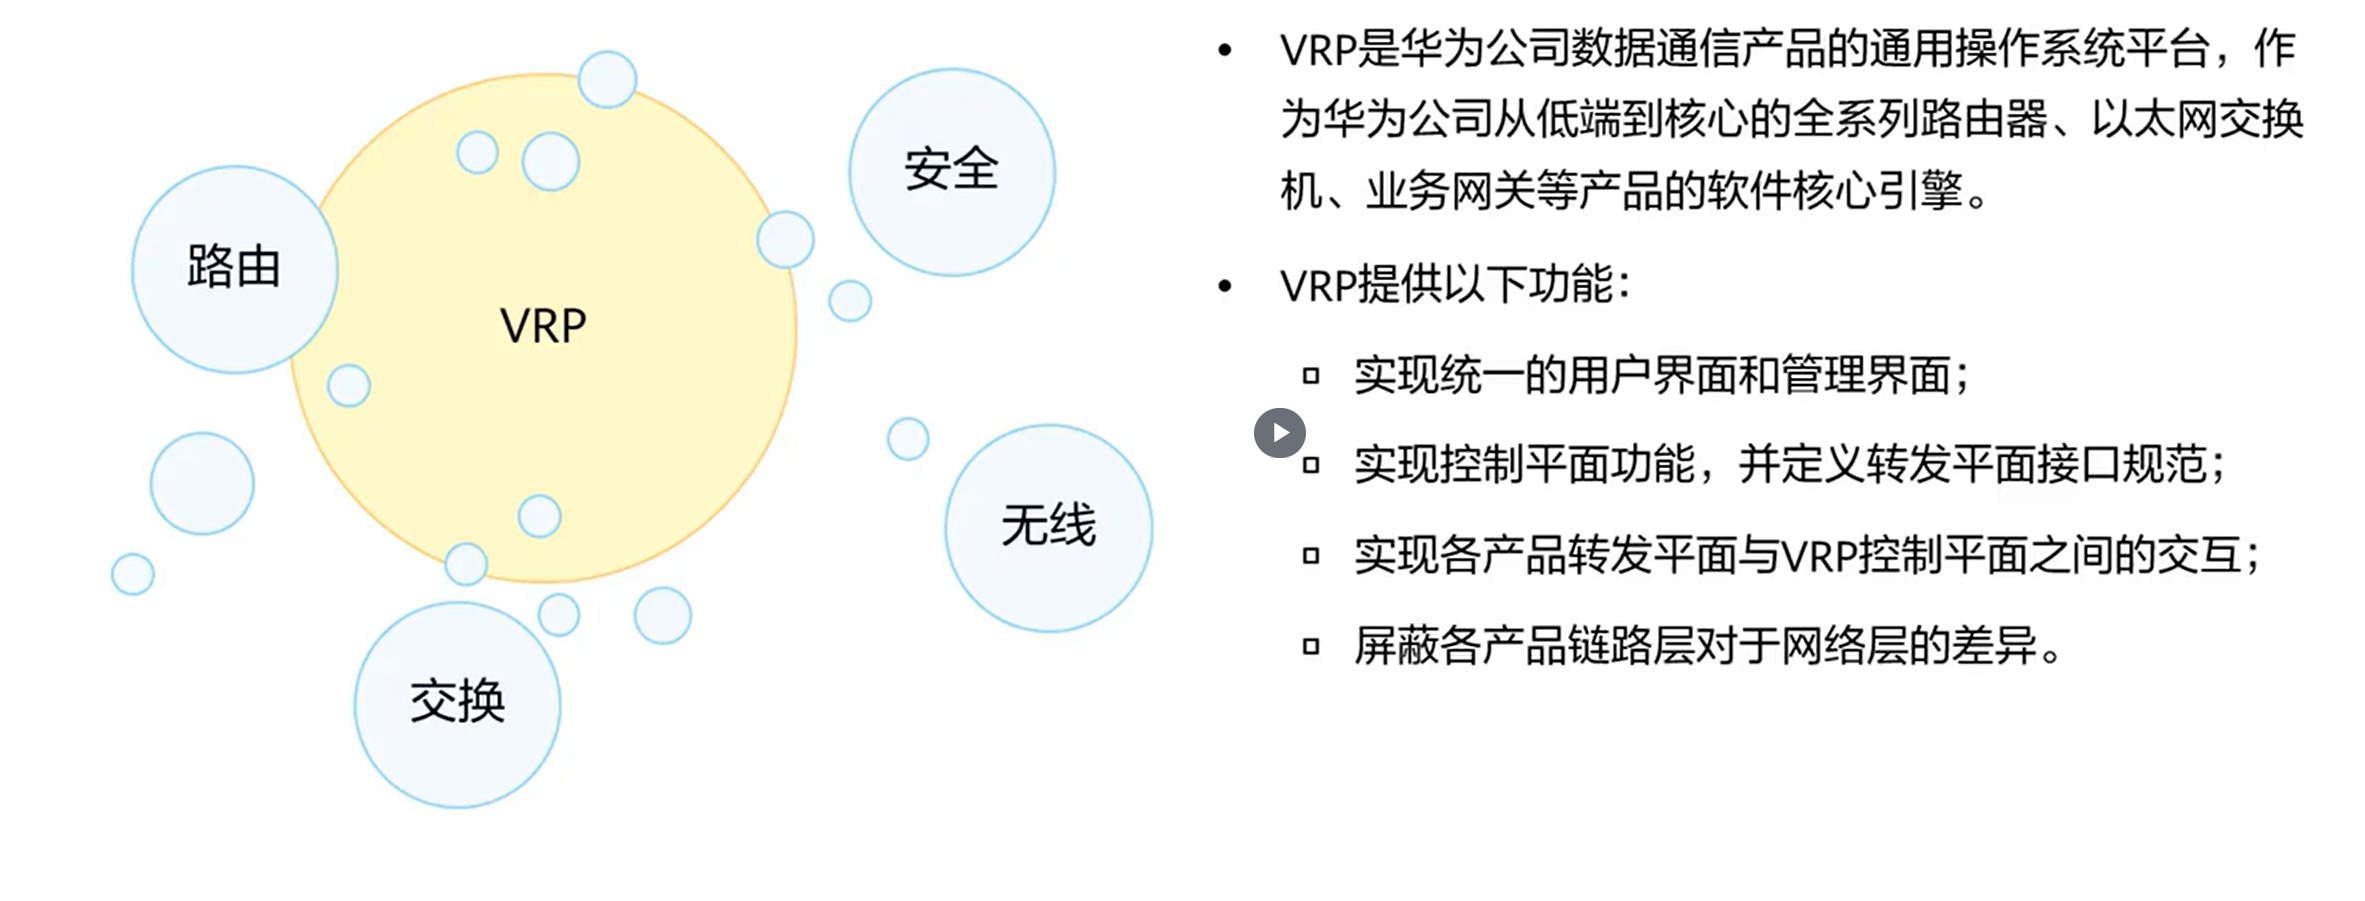 路由
VRP
安全
无线
交换
• VRP是华为公司数据通信产品的通用操作系统平台，作
为华为公司从低端到核心的全系列路由器、以太网交换
机、业务网关等产品的软件核心引擎。
• VRP提供以下功能：
▫ 实现统一的用户界面和管理界面；
▫ 实现控制平面功能，并定义转发平面接口规范；
▫ 实现各产品转发平面与VRP控制平面之间的交互；
▫ 屏蔽各产品链路层对于网络层的差异。